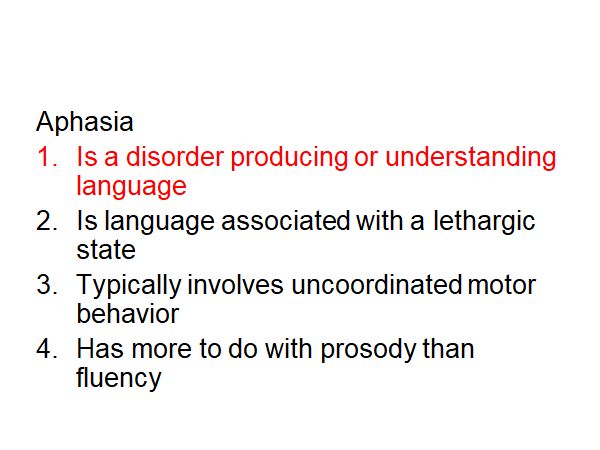 Aphasia
1. Is a disorder producing or understanding
language
2. Is language associated with a lethargic
state
3. Typically involves uncoordinated motor
behavior
4. Has more to do with prosody than
fluency